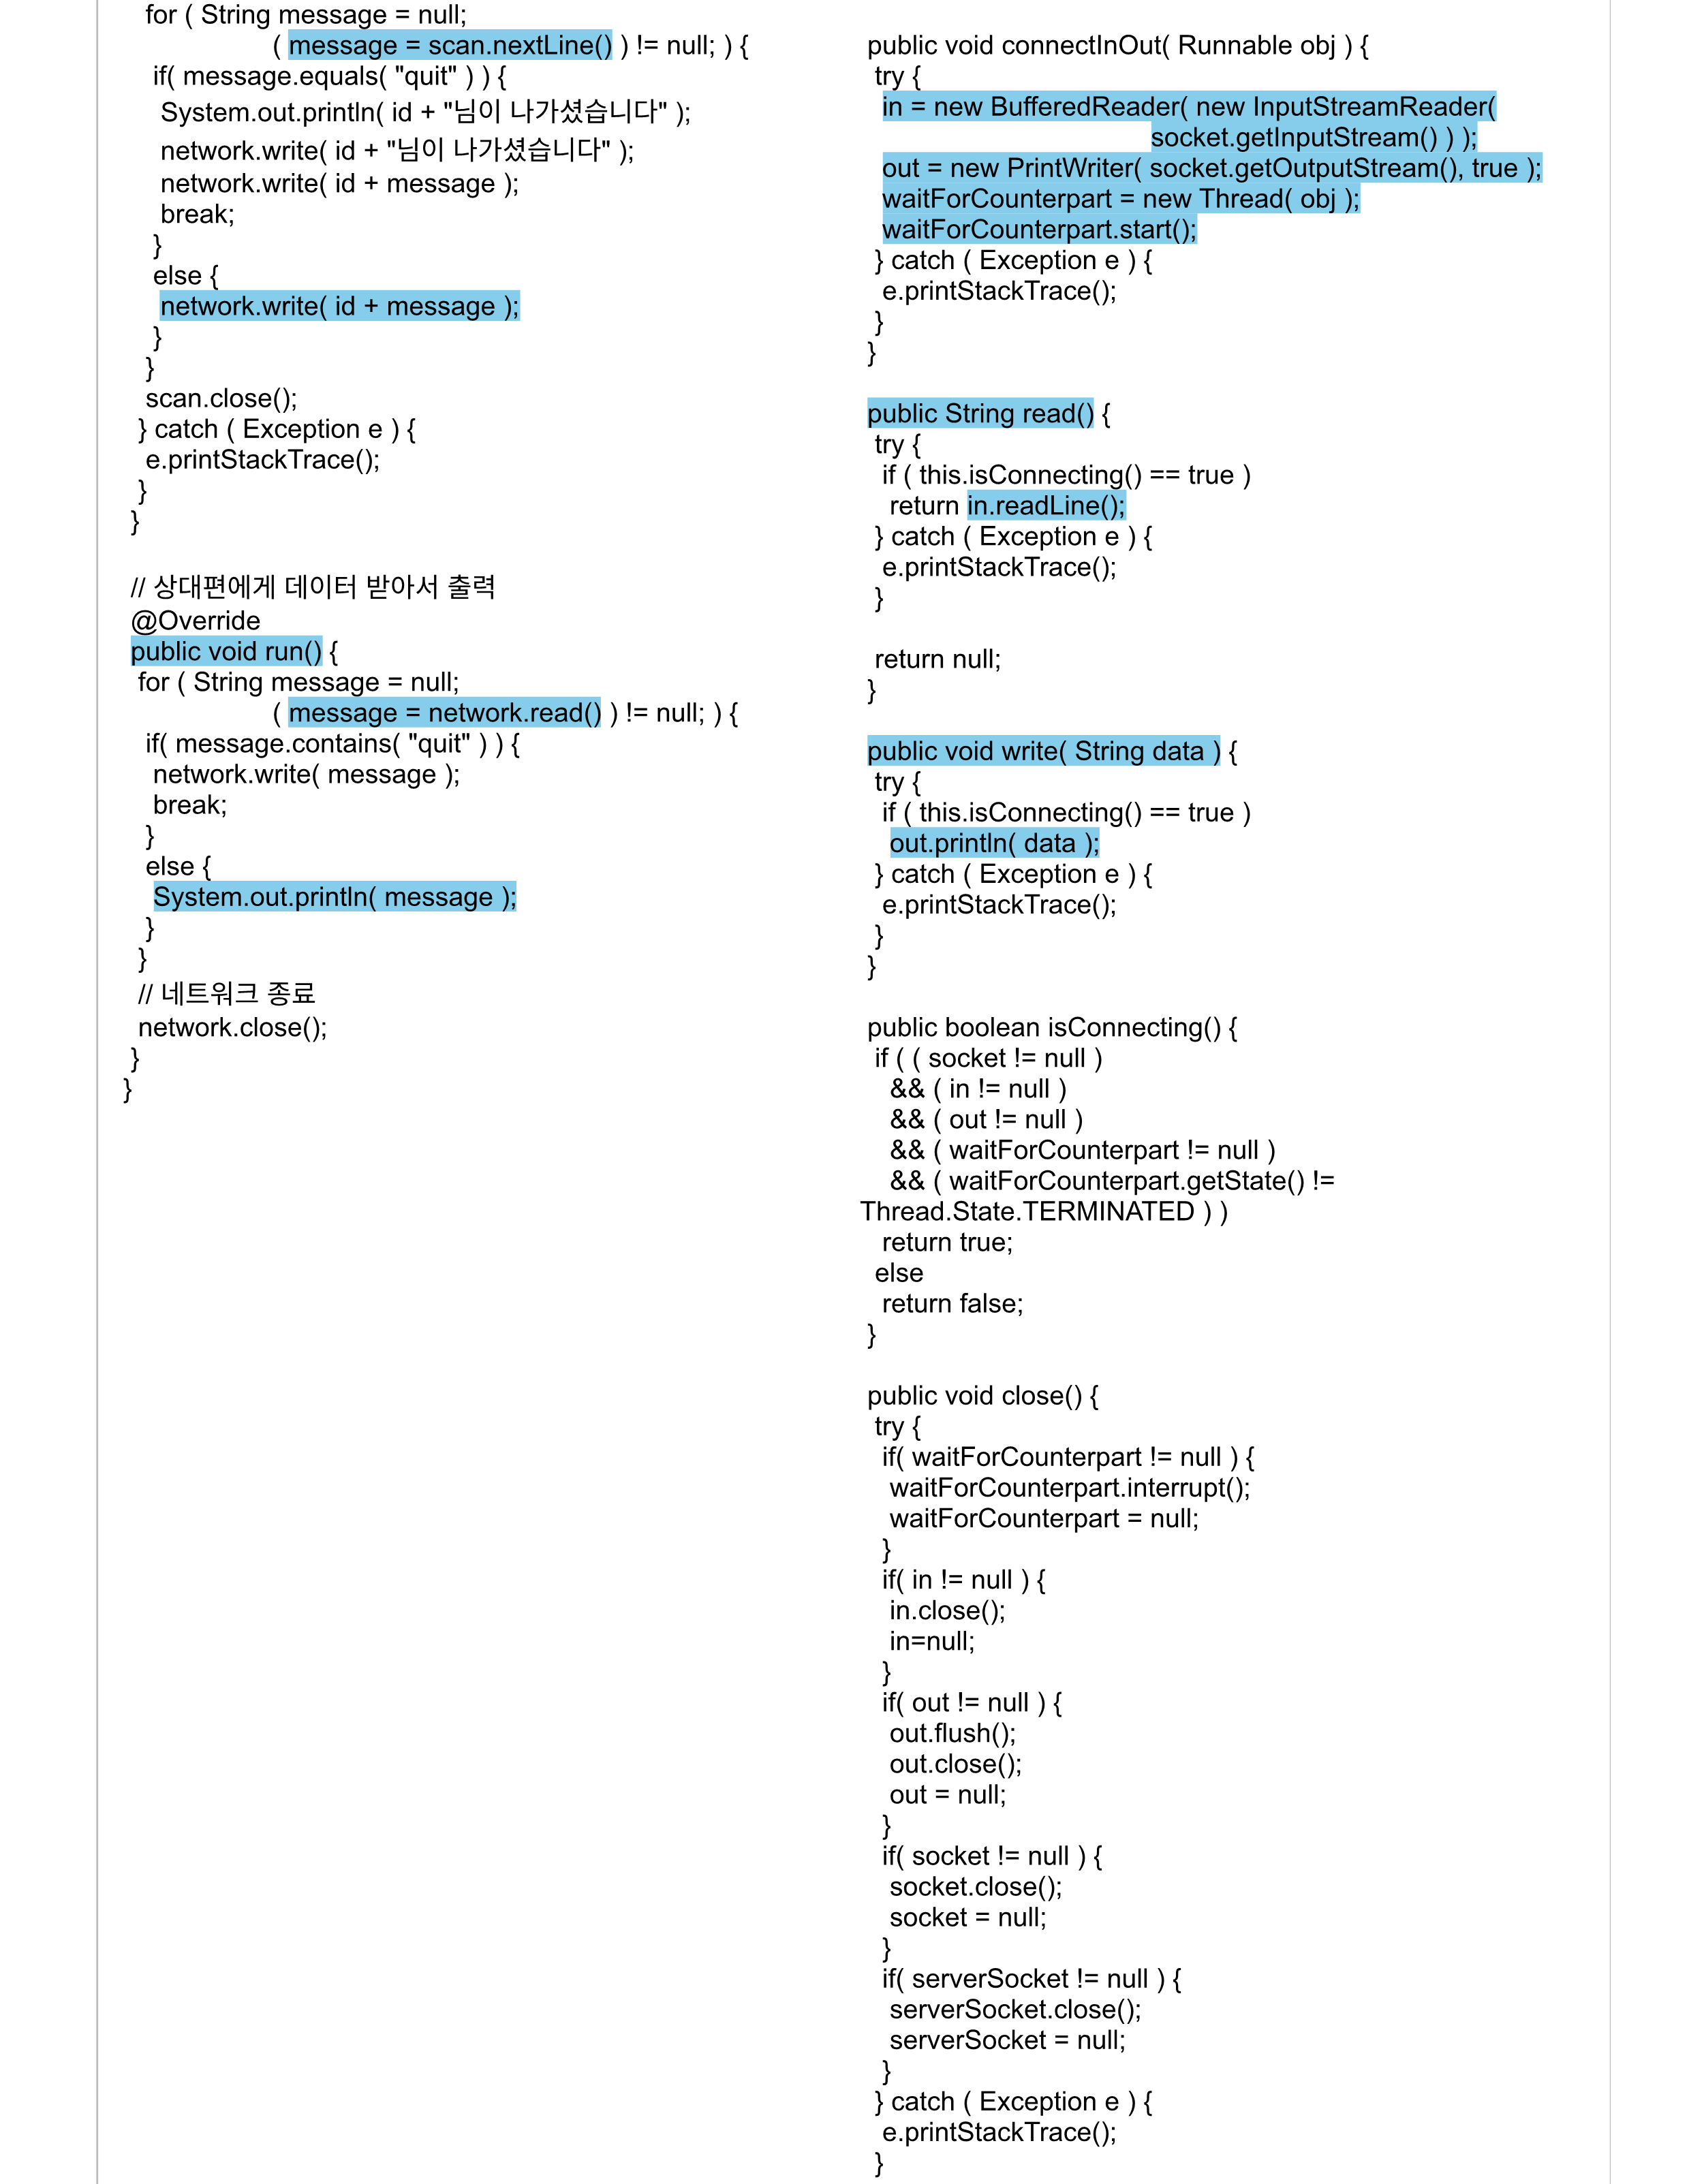 for ( String message = null;
( message = scan.nextLine() ) != null; ) {
if( message.equals( "quit" ) ) {
System.out.println( id + "님이 나가셨습니다" );
network.write( id + "님이 나가셨습니다" );
network.write( id + message );
break;
}
else {
network.write( id + message );
}
}
scan.close();
} catch ( Exception e ) {
e.printStackTrace();
}
}
// 상대편에게 데이터 받아서 출력
@Override
public void run() {
for ( String message = null;
( message = network.read() ) != null; ) {
if( message.contains( "quit" ) ) {
network.write( message );
break;
}
else {
System.out.println( message );
}
}
// 네트워크 종료
network.close();
}
}
public void connectInOut( Runnable obj ) {
try {
in = new BufferedReader( new InputStreamReader(
socket.getInputStream() ) );
out = new PrintWriter( socket.getOutputStream(), true );
waitForCounterpart = new Thread( obj );
waitForCounterpart.start();
} catch ( Exception e ) {
e.printStackTrace();
}
}
public String read() {
try {
if ( this.isConnecting() == true )
return in.readLine();
} catch ( Exception e ) {
e.printStackTrace();
}
return null;
}
public void write( String data ) {
try {
if ( this.isConnecting() == true )
out.println( data );
} catch ( Exception e ) {
e.printStackTrace();
}
}
public boolean isConnecting() {
if ( ( socket != null )
&& ( in != null )
&& ( out != null )
&& ( waitForCounterpart != null )
&& ( waitForCounterpart.getState() !=
Thread.State.TERMINATED ) )
return true;
else
return false;
}
public void close() {
try {
if( waitForCounterpart != null ) {
waitForCounterpart.interrupt();
waitForCounterpart = null;
}
if( in != null ) {
in.close();
in=null;
}
if( out != null ) {
out.flush();
out.close();
out = null;
}
if( socket != null ) {
socket.close();
socket = null;
}
if( serverSocket != null ) {
serverSocket.close();
serverSocket = null;
}
} catch ( Exception e ) {
e.printStackTrace();
}